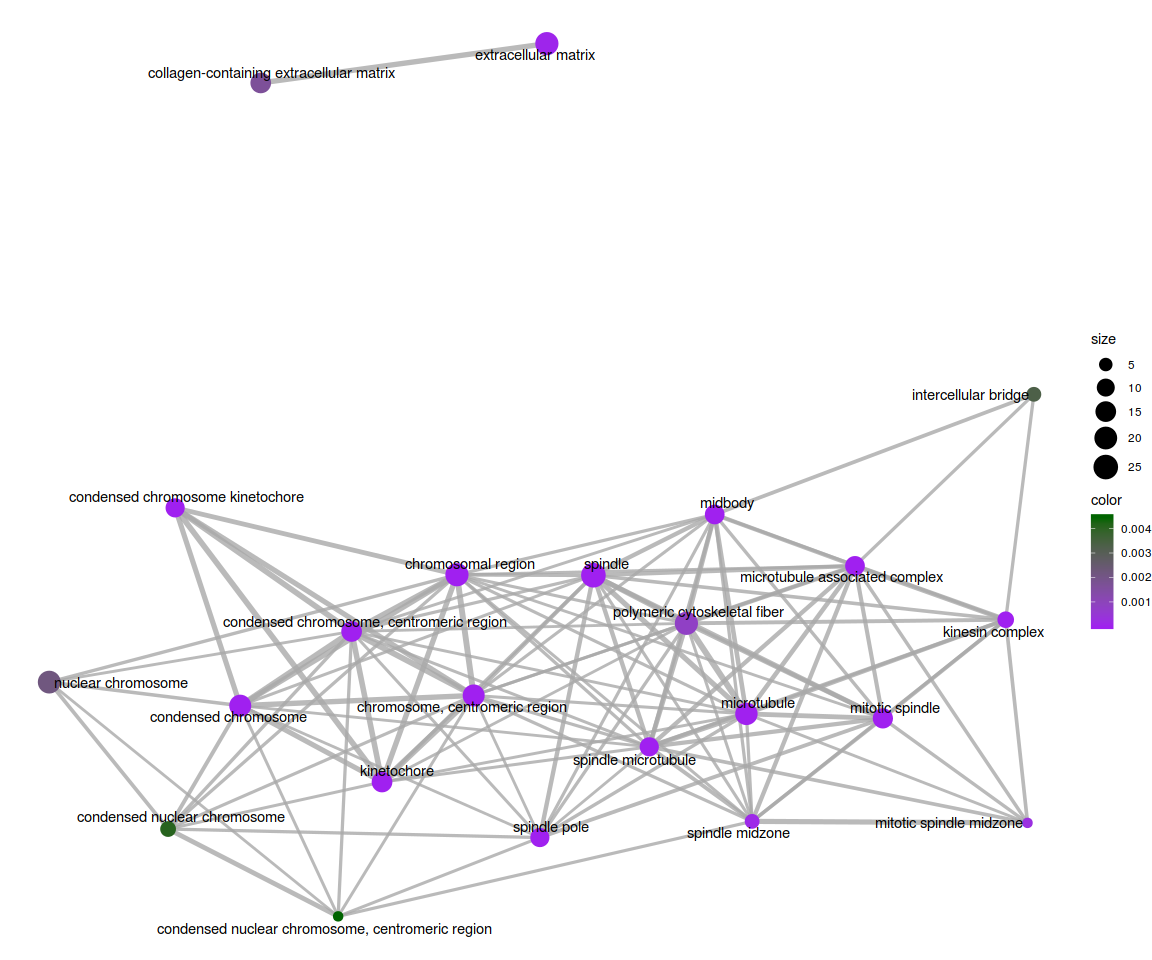 extracellular matrix
collagen-containing extracellular matrix
size
5
10
15
20
25
color
0.004
0.003
0.002
0.001
intercellular bridge
condensed chromosome kinetochore
midbody
chromosomal region
spindle
microtubule associated complex
polymeric cytoskeletal fiber
condensed chromosome, centromeric region
kinesin complex
nuclear chromosome
condensed chromosome
chromosome, centromeric region
microtubule
mitotic spindle
spindle microtubule
kinetochore
condensed nuclear chromosome
spindle pole
spindle midzone
mitotic spindle midzone
condensed nuclear chromosome, centromeric region